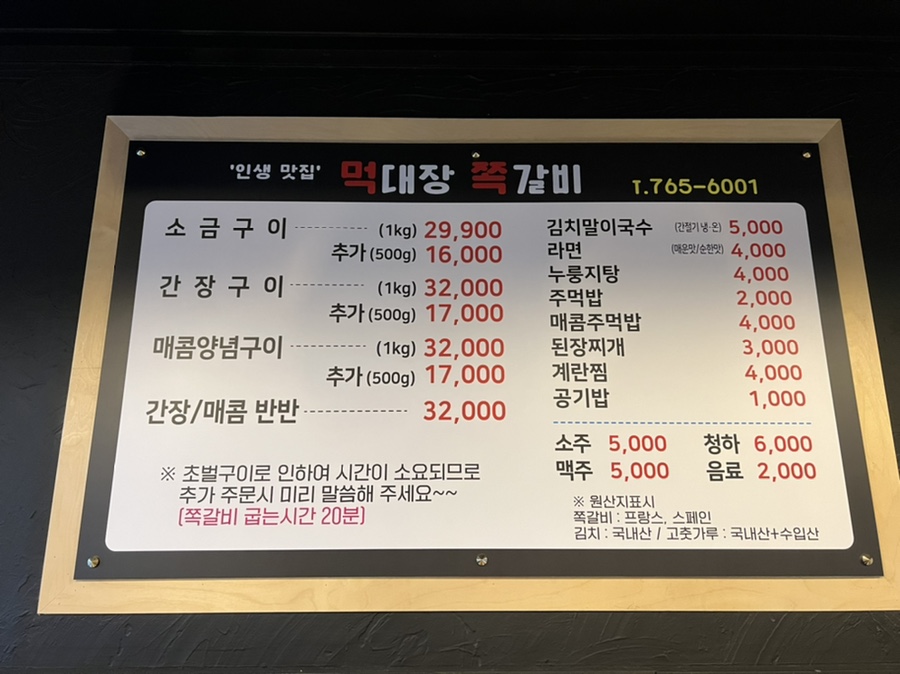 '인생 맛집' 먹대장 쪽갈비 T.765-6001
소금구이 (1kg) 29,900
추가 (500g) 16,000
간장구이 (1kg) 32,000
추가 (500g) 17,000
매콤양념구이 (1kg) 32,000
추가 (500g) 17,000
간장/매콤 반반 32,000
※ 초벌구이로 인하여 시간이 소요되므로
추가 주문시 미리 말씀해 주세요~~
(쪽갈비 굽는시간 20분)
김치말이국수 (간절기 냉·온) 5,000
라면 (매운맛/순한맛) 4,000
누룽지탕 4,000
주먹밥 2,000
매콤주먹밥 4,000
된장찌개 3,000
계란찜 4,000
공기밥 1,000
소주 5,000 청하 6,000
맥주 5,000 음료 2,000
※ 원산지표시
쪽갈비 : 프랑스, 스페인
김치 : 국내산 / 고춧가루 : 국내산+수입산